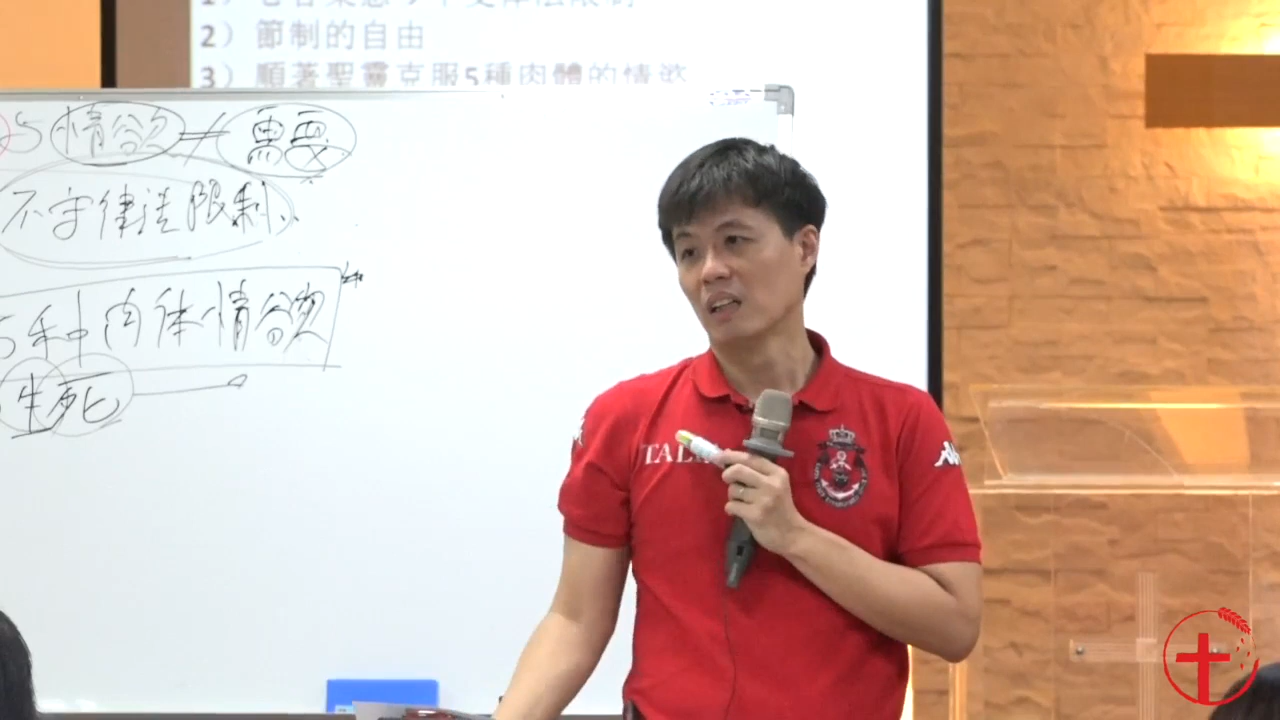 2） 節制的自由
3） 順著聖靈克服5種肉體的情慾
5 情欲 ≠ 需要
不守律法限制
5种肉体情欲
生死